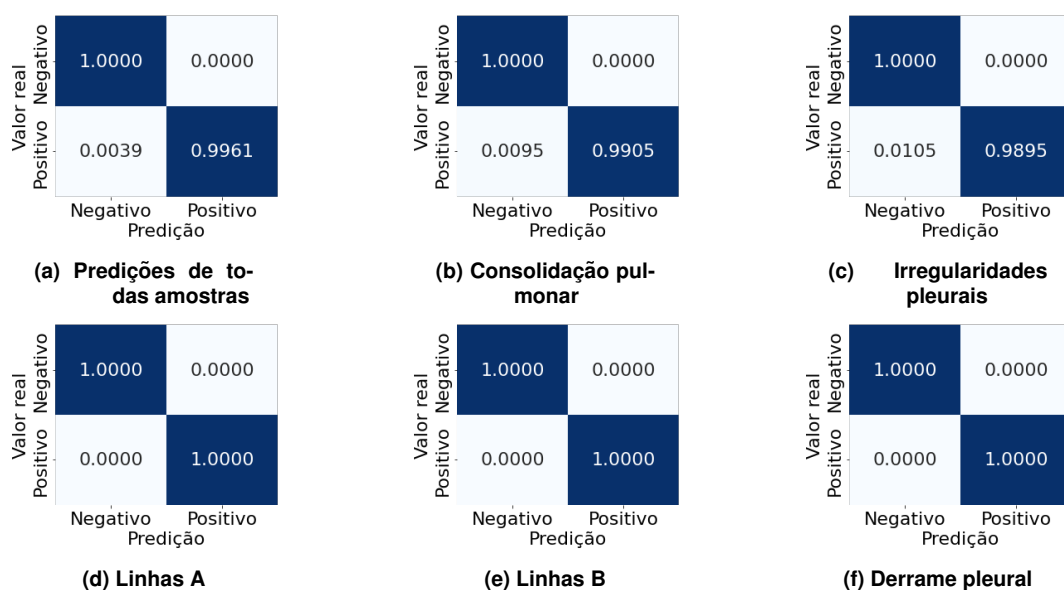 1.0000 0.0000
0.0039 0.9961
Valor real
Negativo
Positivo
Negativo Positivo
Predição
(a) Predições de to-
das amostras
1.0000 0.0000
0.0095 0.9905
Valor real
Negativo
Positivo
Negativo Positivo
Predição
(b) Consolidação pul-
monar
1.0000 0.0000
0.0105 0.9895
Valor real
Negativo
Positivo
Negativo Positivo
Predição
(c) Irregularidades
pleurais
1.0000 0.0000
0.0000 1.0000
Valor real
Negativo
Positivo
Negativo Positivo
Predição
(d) Linhas A
1.0000 0.0000
0.0000 1.0000
Valor real
Negativo
Positivo
Negativo Positivo
Predição
(e) Linhas B
1.0000 0.0000
0.0000 1.0000
Valor real
Negativo
Positivo
Negativo Positivo
Predição
(f) Derrame pleural